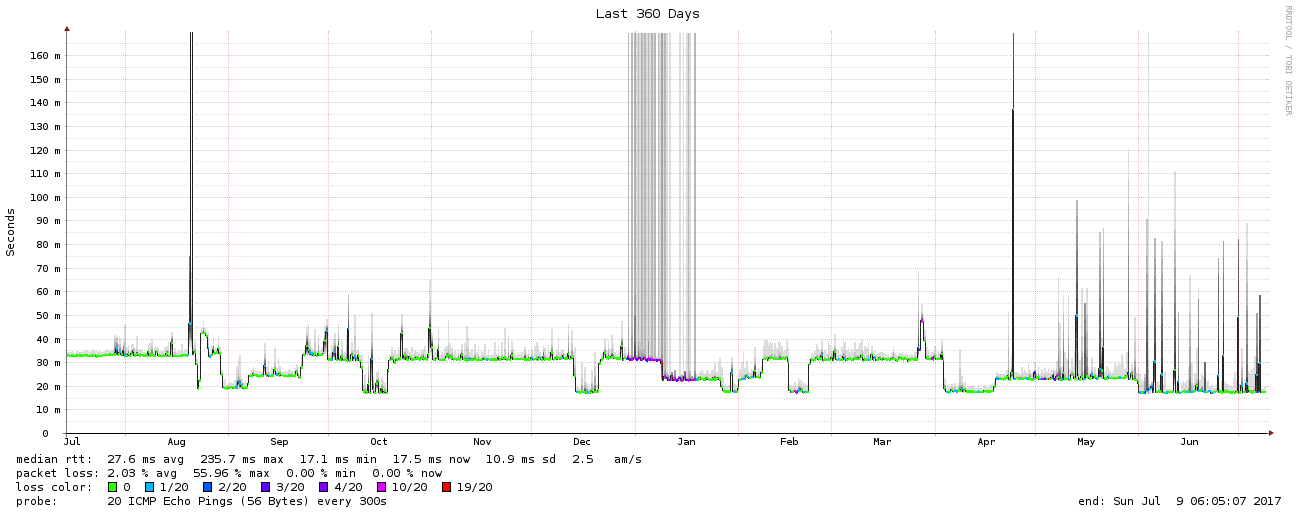 Last 360 Days
RRDTOOL / TOBI OETIKER
Seconds
160 m
150 m
140 m
130 m
120 m
110 m
100 m
90 m
80 m
70 m
60 m
50 m
40 m
30 m
20 m
10 m
0
Jul Aug Sep Oct Nov Dec Jan Feb Mar Apr May Jun
median rtt: 27.6 ms avg 235.7 ms max 17.1 ms min 17.5 ms now 10.9 ms sd 2.5 am/s
packet loss: 2.03 % avg 55.96 % max 0.00 % min 0.00 % now
loss color: 0 1/20 2/20 3/20 4/20 10/20 19/20
probe: 20 ICMP Echo Pings (56 Bytes) every 300s end: Sun Jul 9 06:05:07 2017